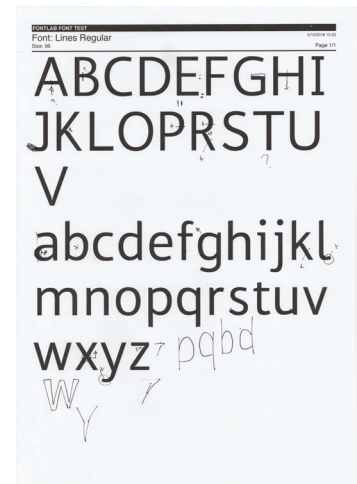 FONTLAB FONT TEST
Font: Lines Regular
Size: 96 Page 1/1
ABCDEFGHI
JKLOPRSTU
?
V
abcdefghijkl
mnopqrstuv
wxyz pqbd
W
Y